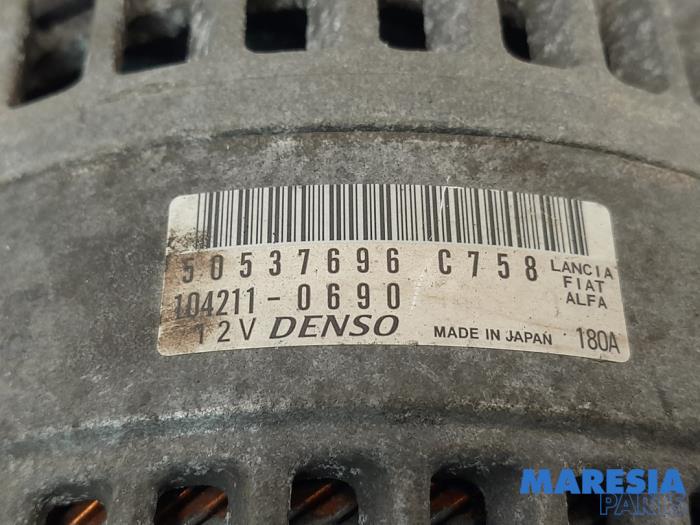 50537696 C758 LANCIA
FIAT
104211-0690 ALFA
12V DENSO MADE IN JAPAN 180A
MARESIA
PARTS